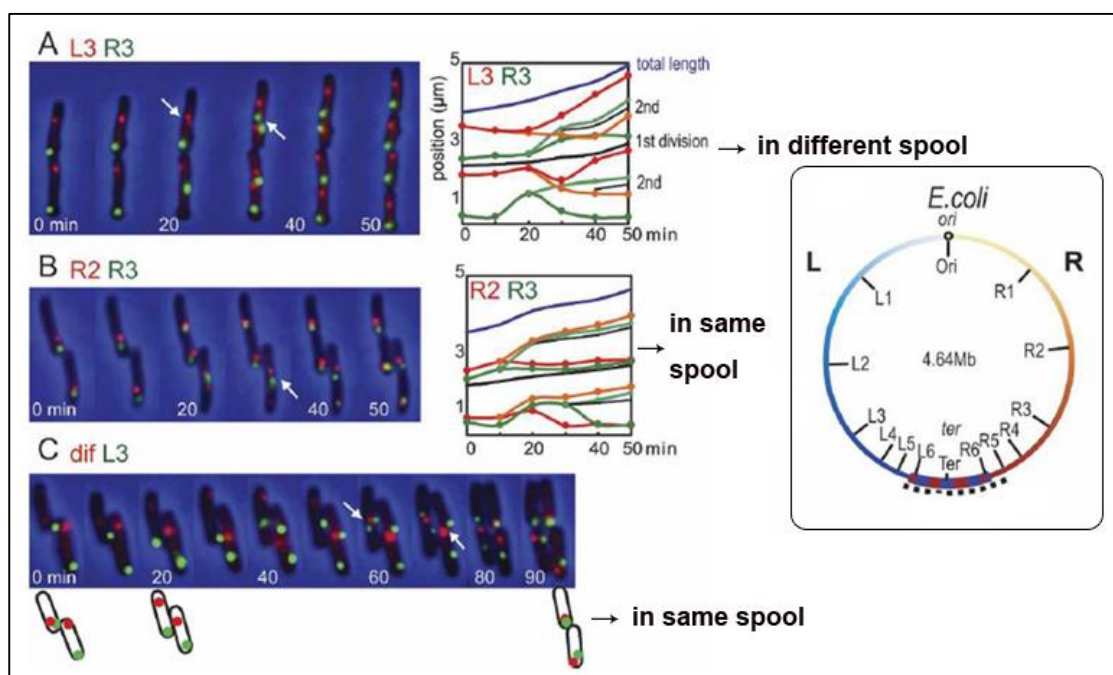 A L3 R3
0 min
20
40
50
position (µm)
5
3
1
L3 R3
total length
2nd
1st division
2nd
0
20
40
50 min
→ in different spool
B R2 R3
0 min
20
40
50
5
3
1
R2 R3
0
20
40
50 min
→ in same
spool
C dif L3
0 min
20
40
60
80
90
→ in same spool
E.coli
ori
L
Ori
R
L1
R1
L2
4.64Mb
R2
L3
ter
R3
L4
R4
L5
R5
L6
Ter
R6